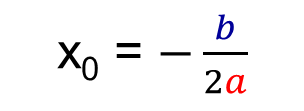 x₀ = − b / 2a